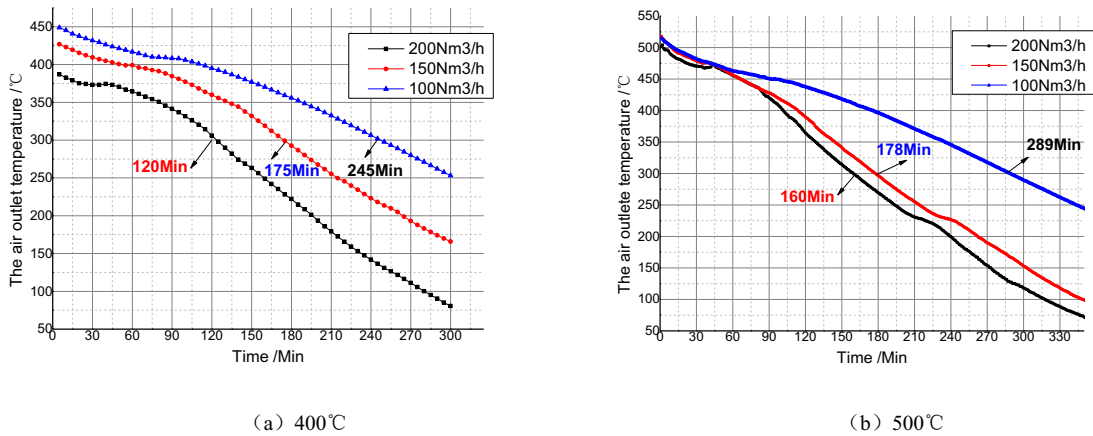 The air outlet temperature /℃
450
400
350
300
250
200
150
100
50
200Nm3/h
150Nm3/h
100Nm3/h
120Min
175Min
245Min
0 30 60 90 120 150 180 210 240 270 300
Time /Min
(a) 400℃
The air outlete temperature /℃
550
500
450
400
350
300
250
200
150
100
50
200Nm3/h
150Nm3/h
100Nm3/h
178Min
289Min
160Min
0 30 60 90 120 150 180 210 240 270 300 330
Time /Min
(b) 500℃